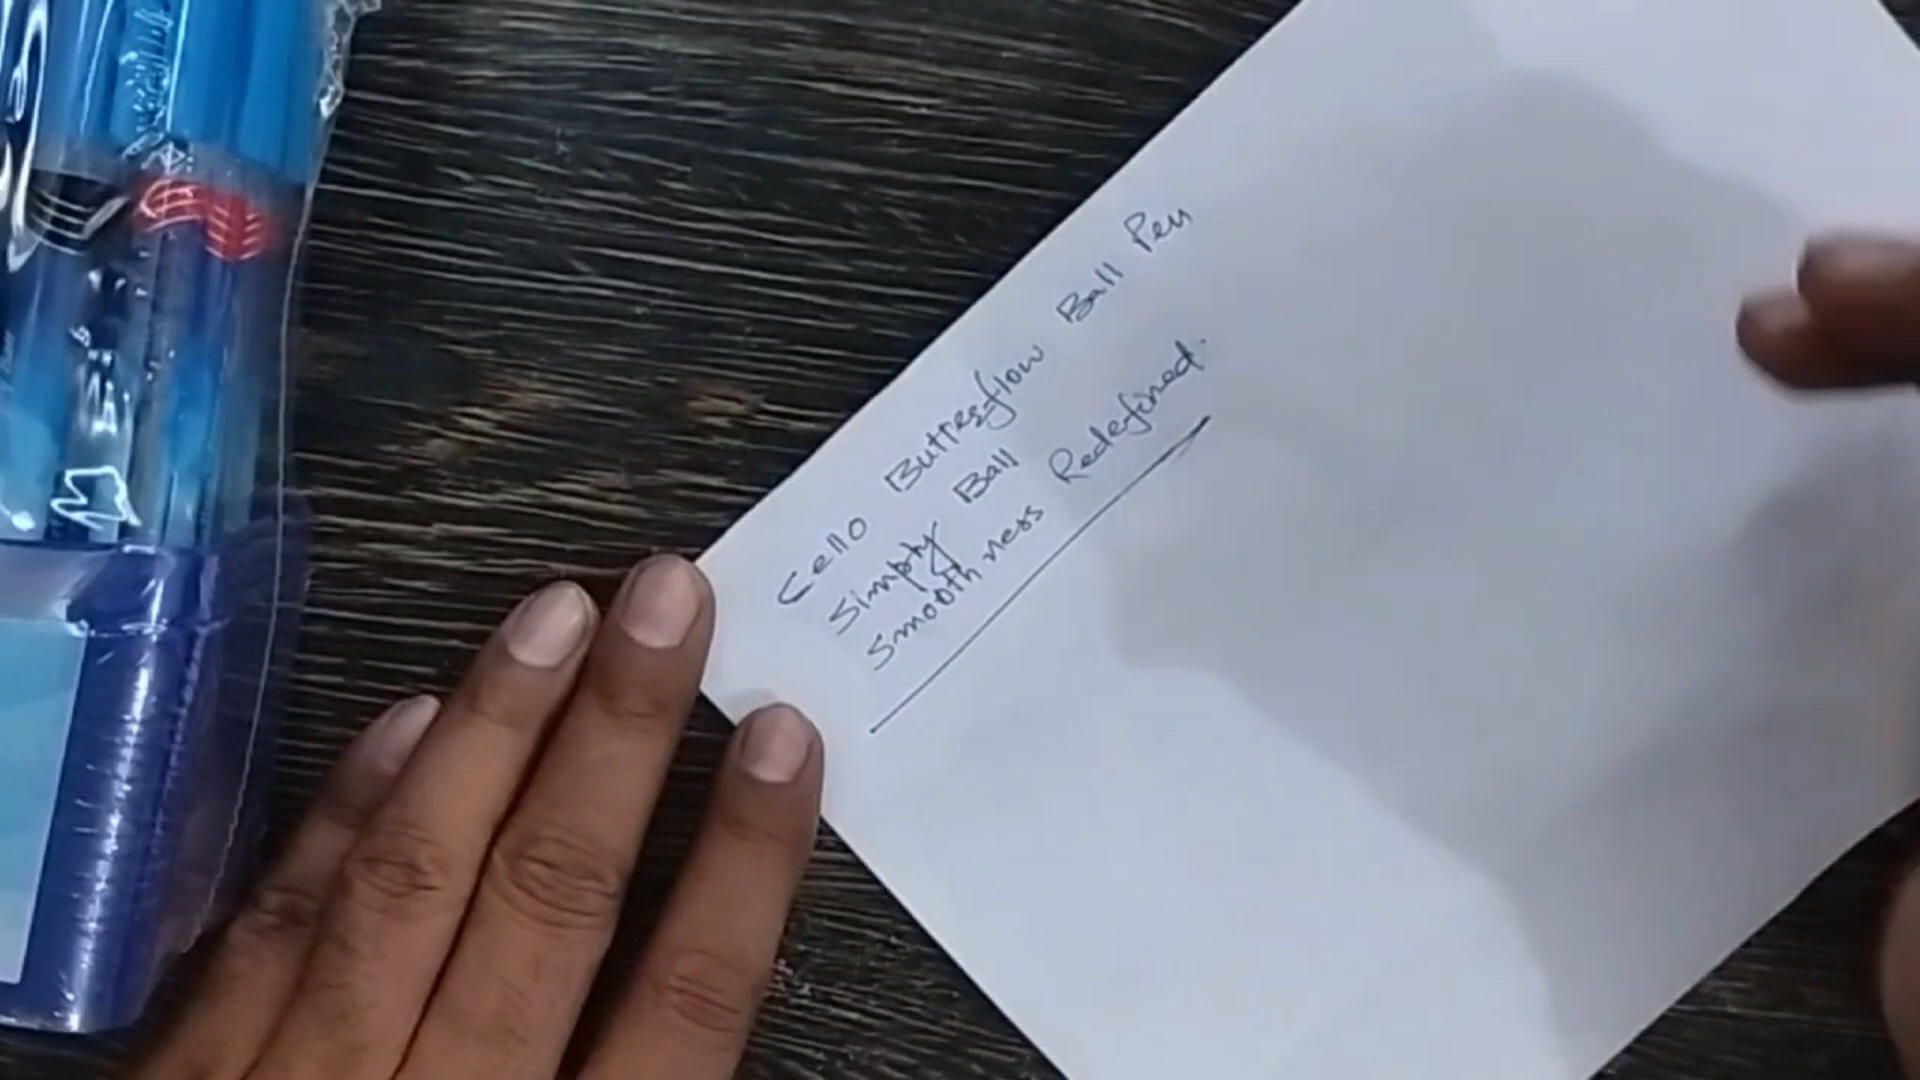 Cello Butterflow Ball Pen
Simply Ball
Smoothness Redefined.